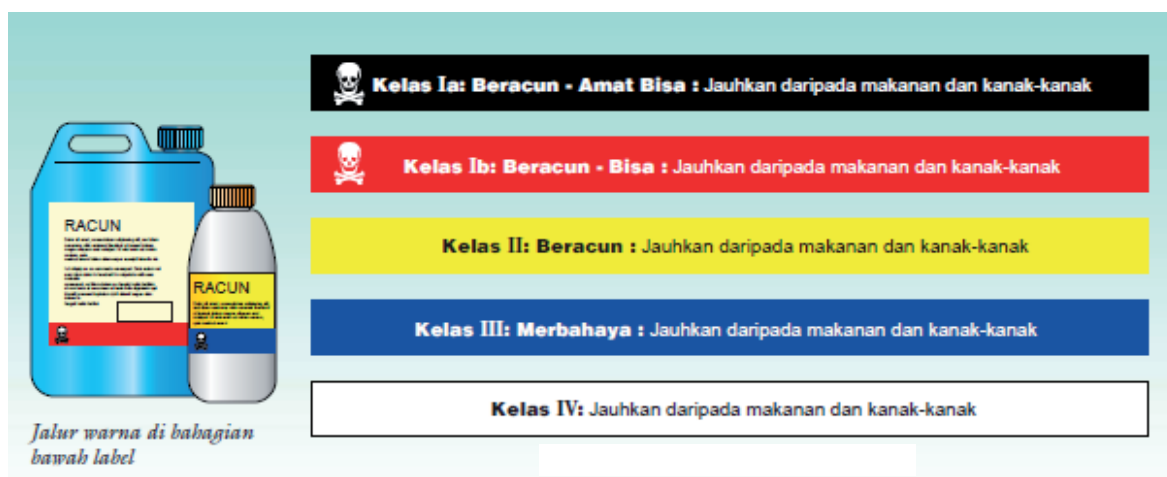 Kelas Ia: Beracun - Amat Bisa : Jauhkan daripada makanan dan kanak-kanak
Kelas Ib: Beracun - Bisa : Jauhkan daripada makanan dan kanak-kanak
Kelas II: Beracun : Jauhkan daripada makanan dan kanak-kanak
Kelas III: Merbahaya : Jauhkan daripada makanan dan kanak-kanak
Kelas IV: Jauhkan daripada makanan dan kanak-kanak
RACUN
RACUN
Jalur warna di bahagian
bawah label